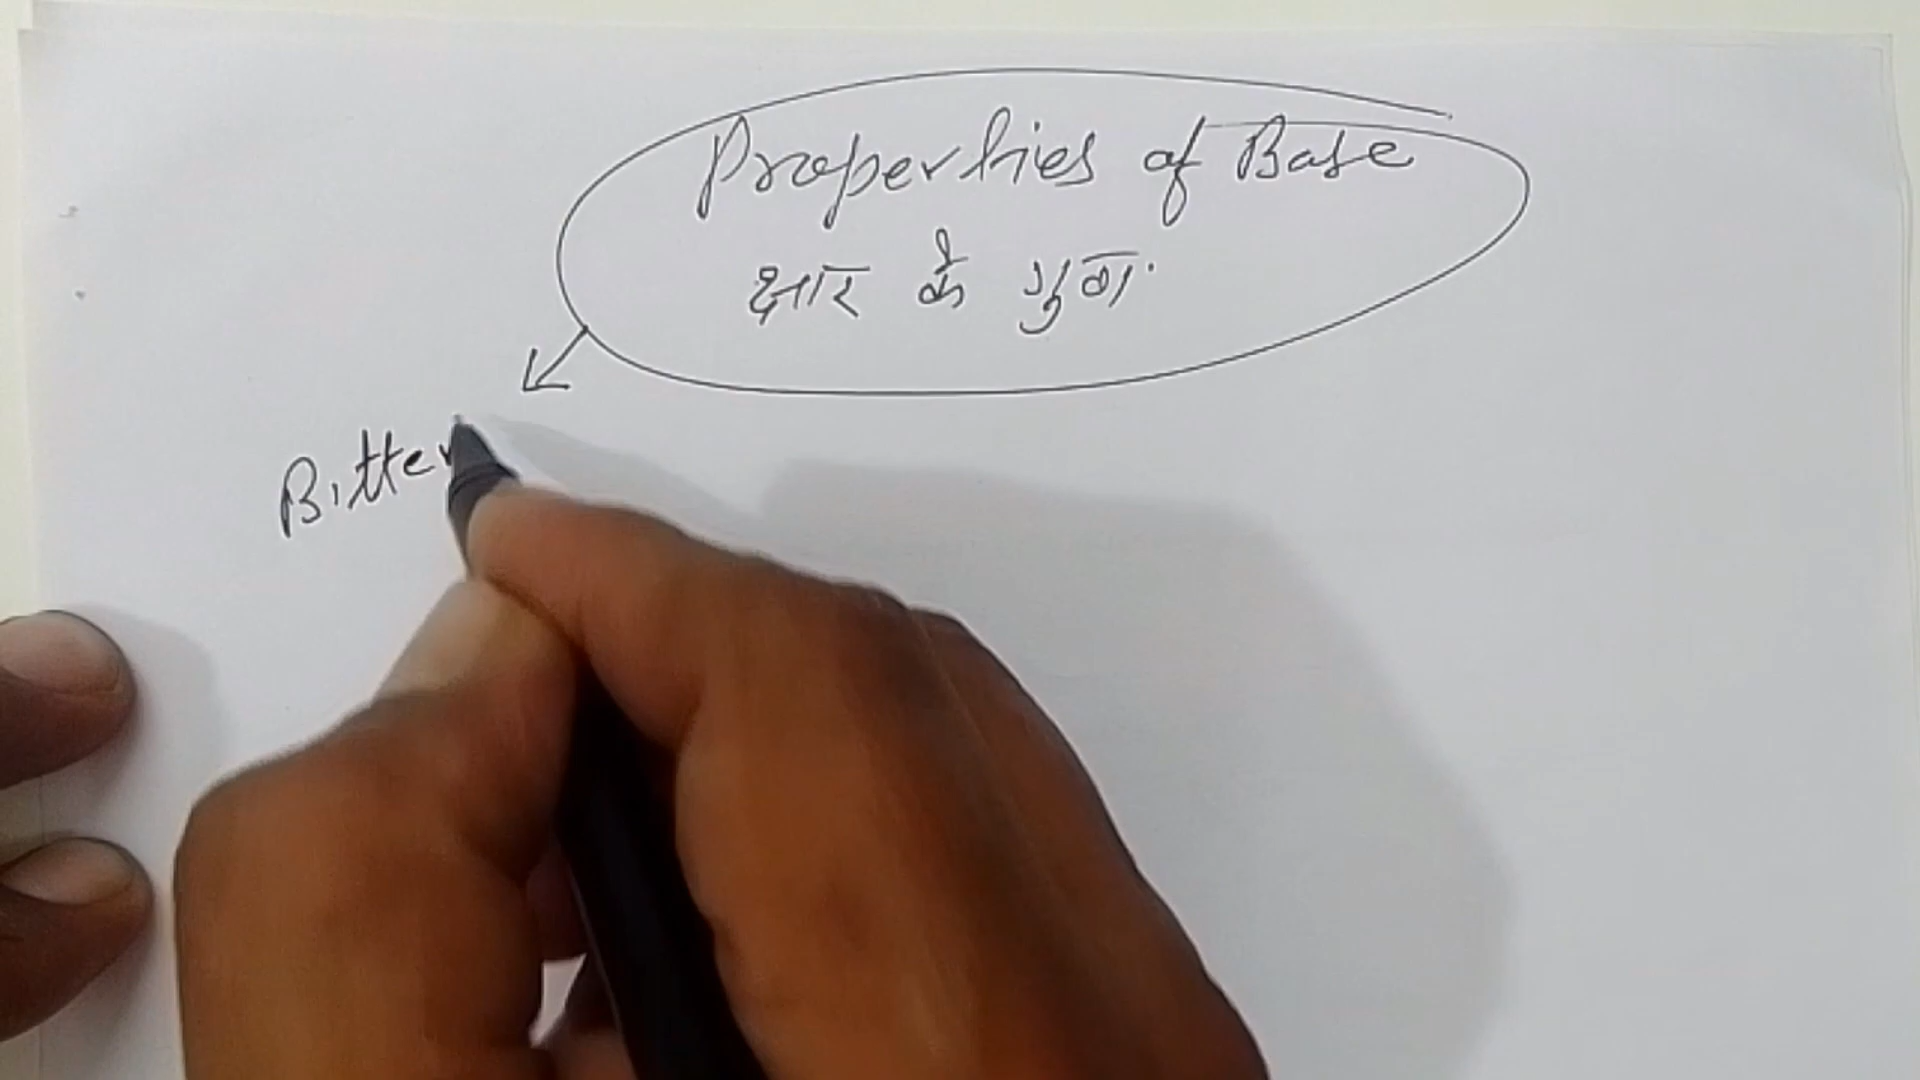 Properties of Base
क्षार के गुण
Bitter